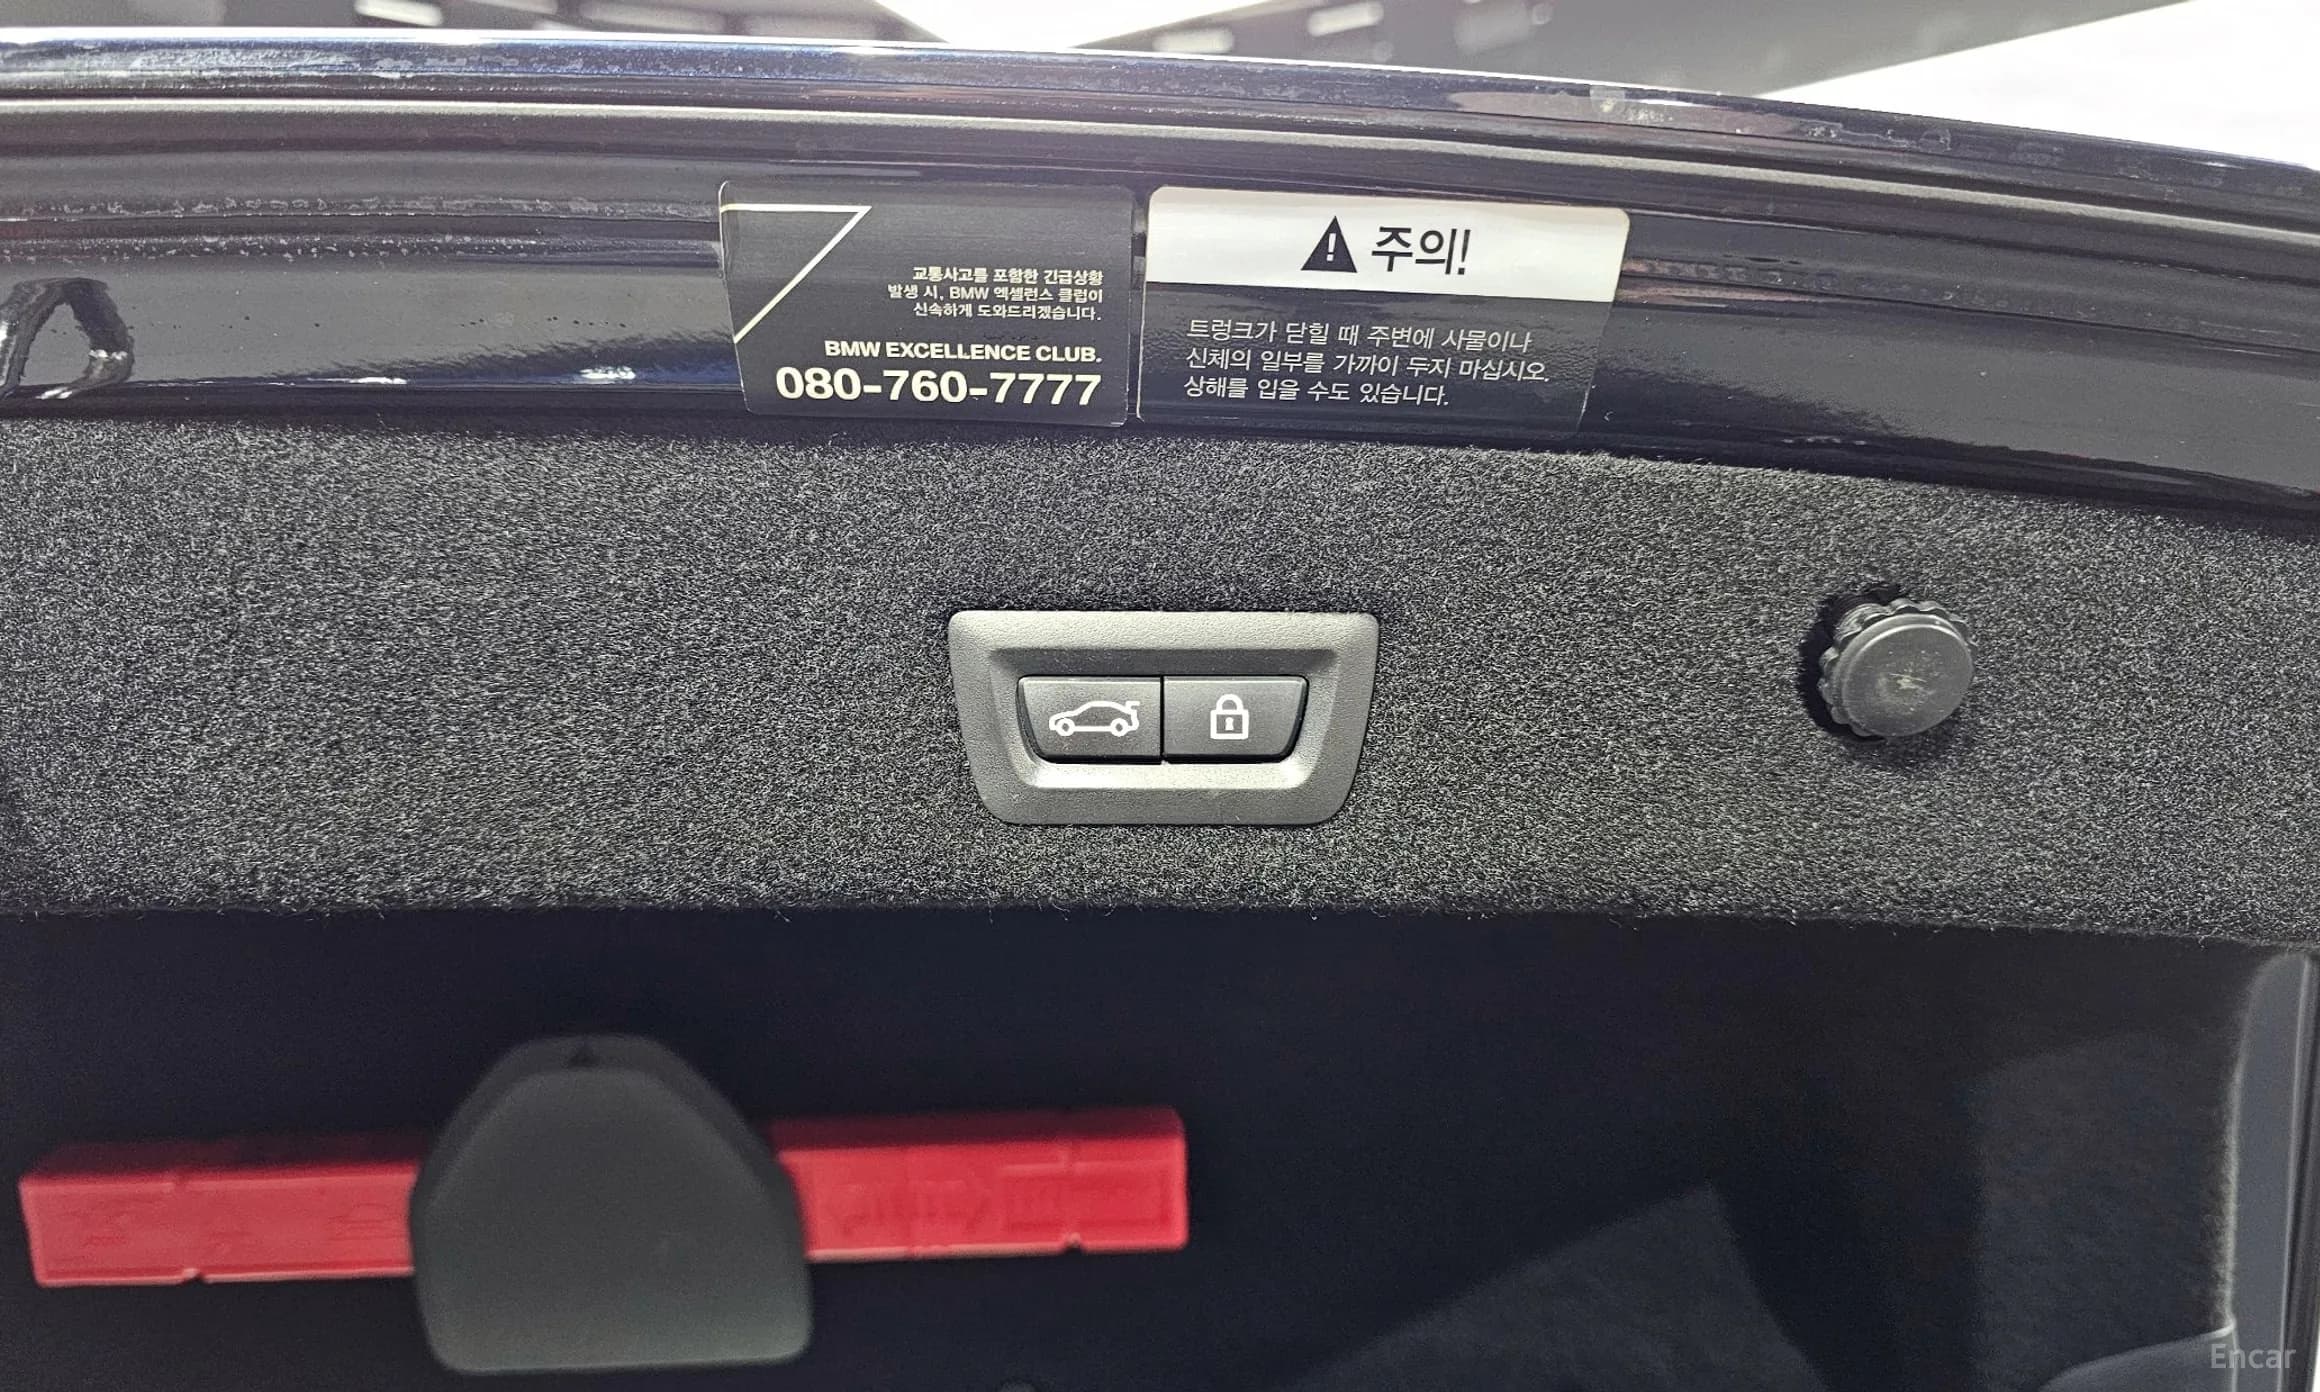 교통사고를 포함한 긴급상황
발생 시, BMW 엑셀런스 클럽이
신속하게 도와드리겠습니다.
BMW EXCELLENCE CLUB.
080-760-7777
주의!
트렁크가 닫힐 때 주변에 사물이나
신체의 일부를 가까이 두지 마십시오.
상해를 입을 수도 있습니다.
Encar